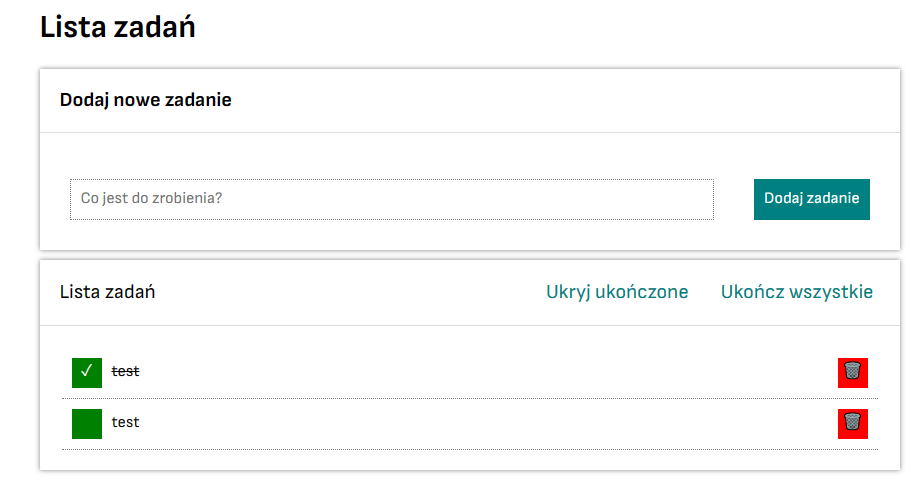 Lista zadań
Dodaj nowe zadanie
Co jest do zrobienia?
Dodaj zadanie
Lista zadań
Ukryj ukończone
Ukończ wszystkie
✓ test
test